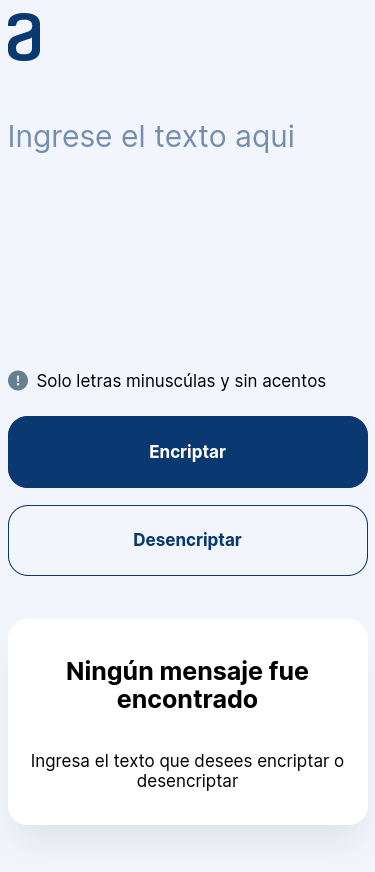 a
Ingrese el texto aqui
! Solo letras minuscúlas y sin acentos
Encriptar
Desencriptar
Ningún mensaje fue
encontrado
Ingresa el texto que desees encriptar o
desencriptar